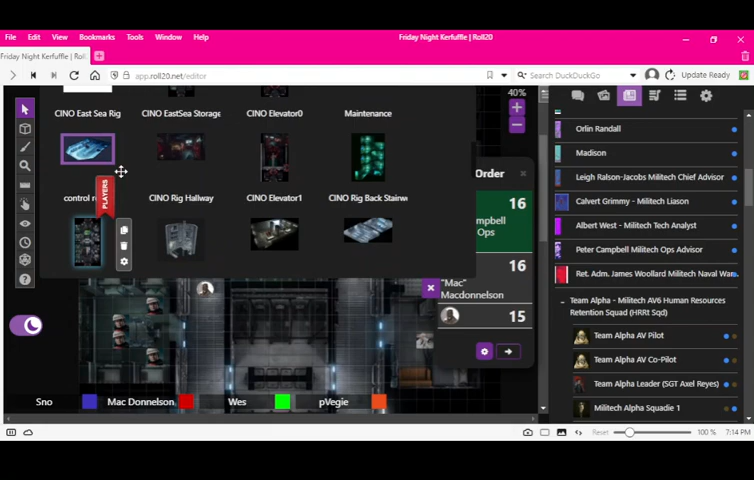 File Edit View Bookmarks Tools Window Help
Friday Night Kerfuffle | Roll20
Friday Night Kerfuffle | Roll
app.roll20.net/editor
Search DuckDuckGo
Update Ready
40%
CINO East Sea Rig
CINO EastSea Storage
CINO Elevator0
Maintenance
control r
PLAYERS
CINO Rig Hallway
CINO Elevator1
CINO Rig Back Stairw
Order
16
mpbell
Ops
16
"Mac"
Macdonnelson
15
Sno
Mac Donnelson
Wes
pVegie
Orlin Randall
Madison
Leigh Ralson-Jacobs Militech Advisor
Calvert Grimmy - Militech Liason
Albert West - Militech Tech Analyst
Peter Campbell Militech Ops Advisor
Ret. Adm. James Woollard Militech Naval War
Team Alpha - Militech AV6 Human Resources
Retention Squad (HRRt Sqd)
Team Alpha AV Pilot
Team Alpha AV Co-Pilot
Team Alpha Leader (SGT Axel Reyes)
Militech Alpha Squadie 1
Reset
100 %
7:14 PM